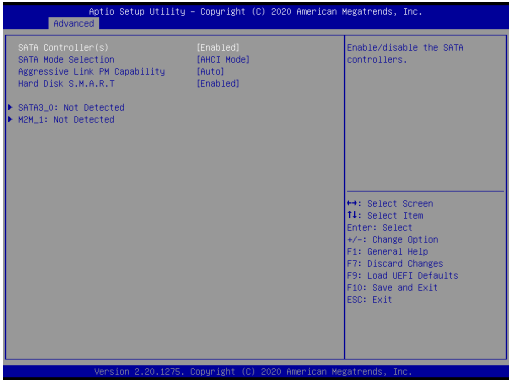 Aptio Setup Utility – Copyright (C) 2020 American Megatrends, Inc.
Advanced
SATA Controller(s) [Enabled]
SATA Mode Selection [AHCI Mode]
Aggressive Link PM Capability [Auto]
Hard Disk S.M.A.R.T [Enabled]
SATA3_0: Not Detected
M2M_1: Not Detected
Enable/disable the SATA
controllers.
↔: Select Screen
↑↓: Select Item
Enter: Select
+/-: Change Option
F1: General Help
F7: Discard Changes
F9: Load UEFI Defaults
F10: Save and Exit
ESC: Exit
Version 2.20.1275. Copyright (C) 2020 American Megatrends, Inc.